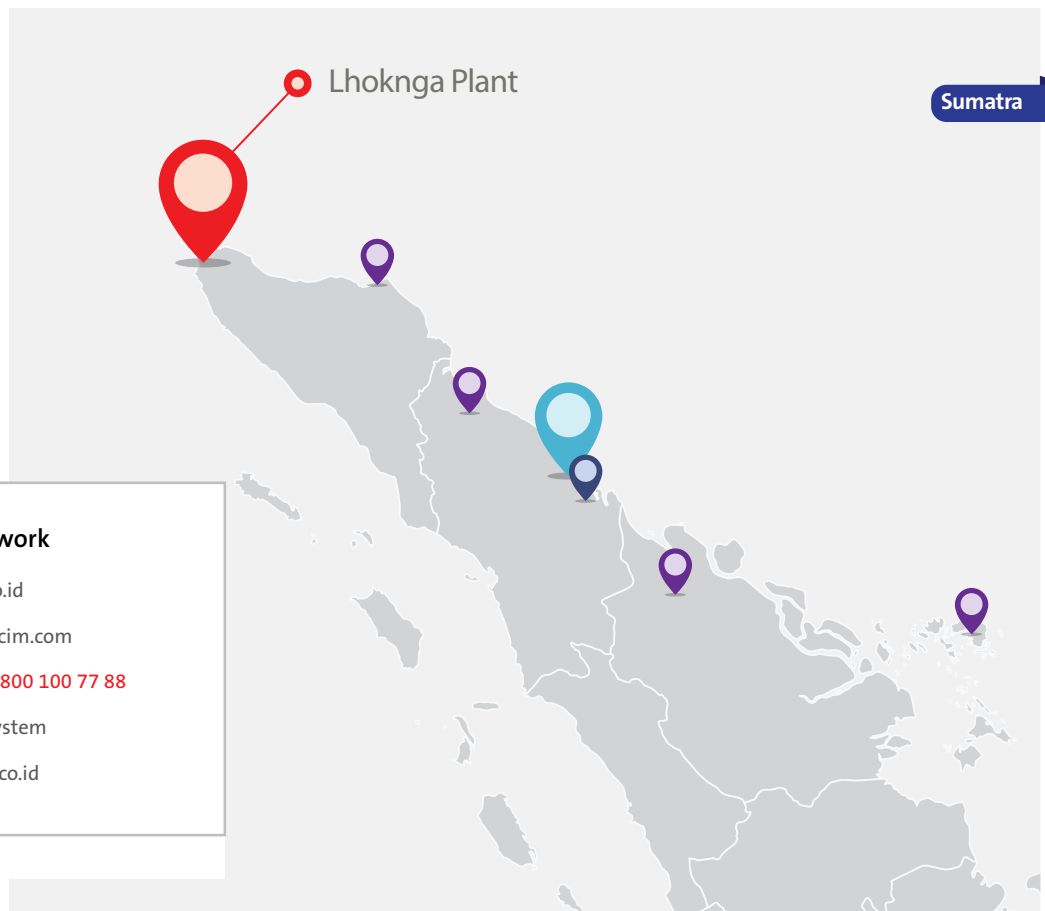 Lhoknga Plant
Sumatra
work
o.id
cim.com
800 100 77 88
ystem
co.id